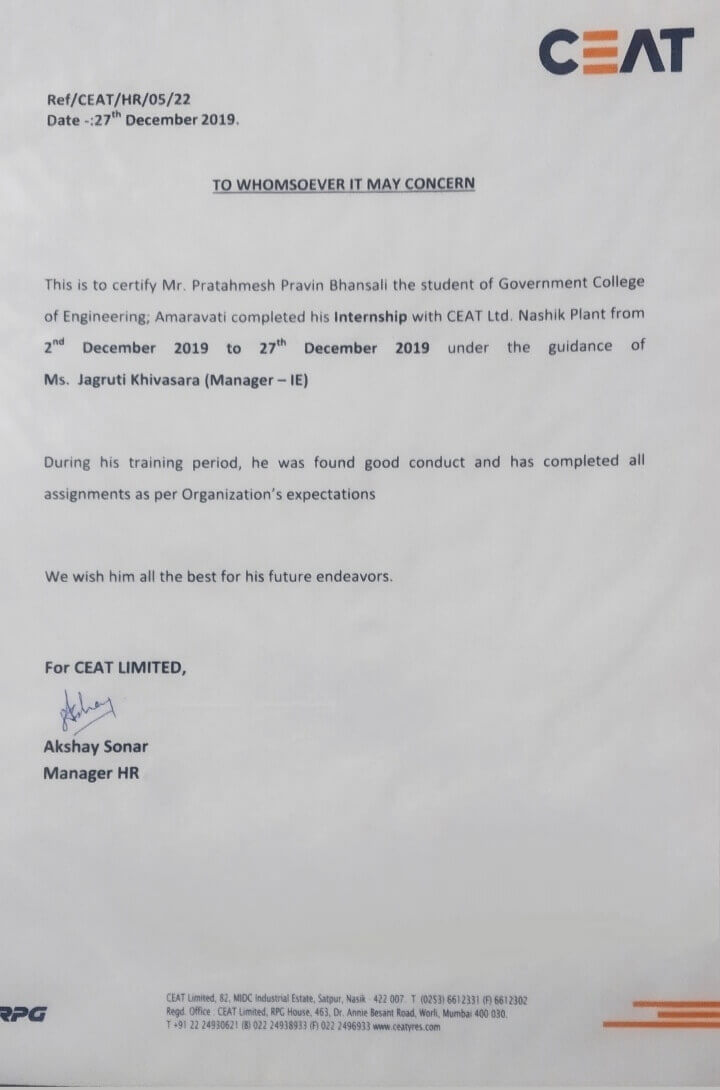 CEAT
Ref/CEAT/HR/05/22
Date -:27th December 2019.
TO WHOMSOEVER IT MAY CONCERN
This is to certify Mr. Pratahmesh Pravin Bhansali the student of Government College
of Engineering; Amaravati completed his Internship with CEAT Ltd. Nashik Plant from
2nd December 2019 to 27th December 2019 under the guidance of
Ms. Jagruti Khivasara (Manager – IE)
During his training period, he was found good conduct and has completed all
assignments as per Organization's expectations
We wish him all the best for his future endeavors.
For CEAT LIMITED,
Akshay
Akshay Sonar
Manager HR
RPG
CEAT Limited, 82, MIDC Industrial Estate, Satpur, Nasik - 422 007. T (0253) 6612331 (F) 6612302
Regd. Office : CEAT Limited, RPG House, 463, Dr. Annie Besant Road, Worli, Mumbai 400 030.
T +91 22 24930621 (B) 022 24938933 (F) 022 2496933 www.ceatyres.com